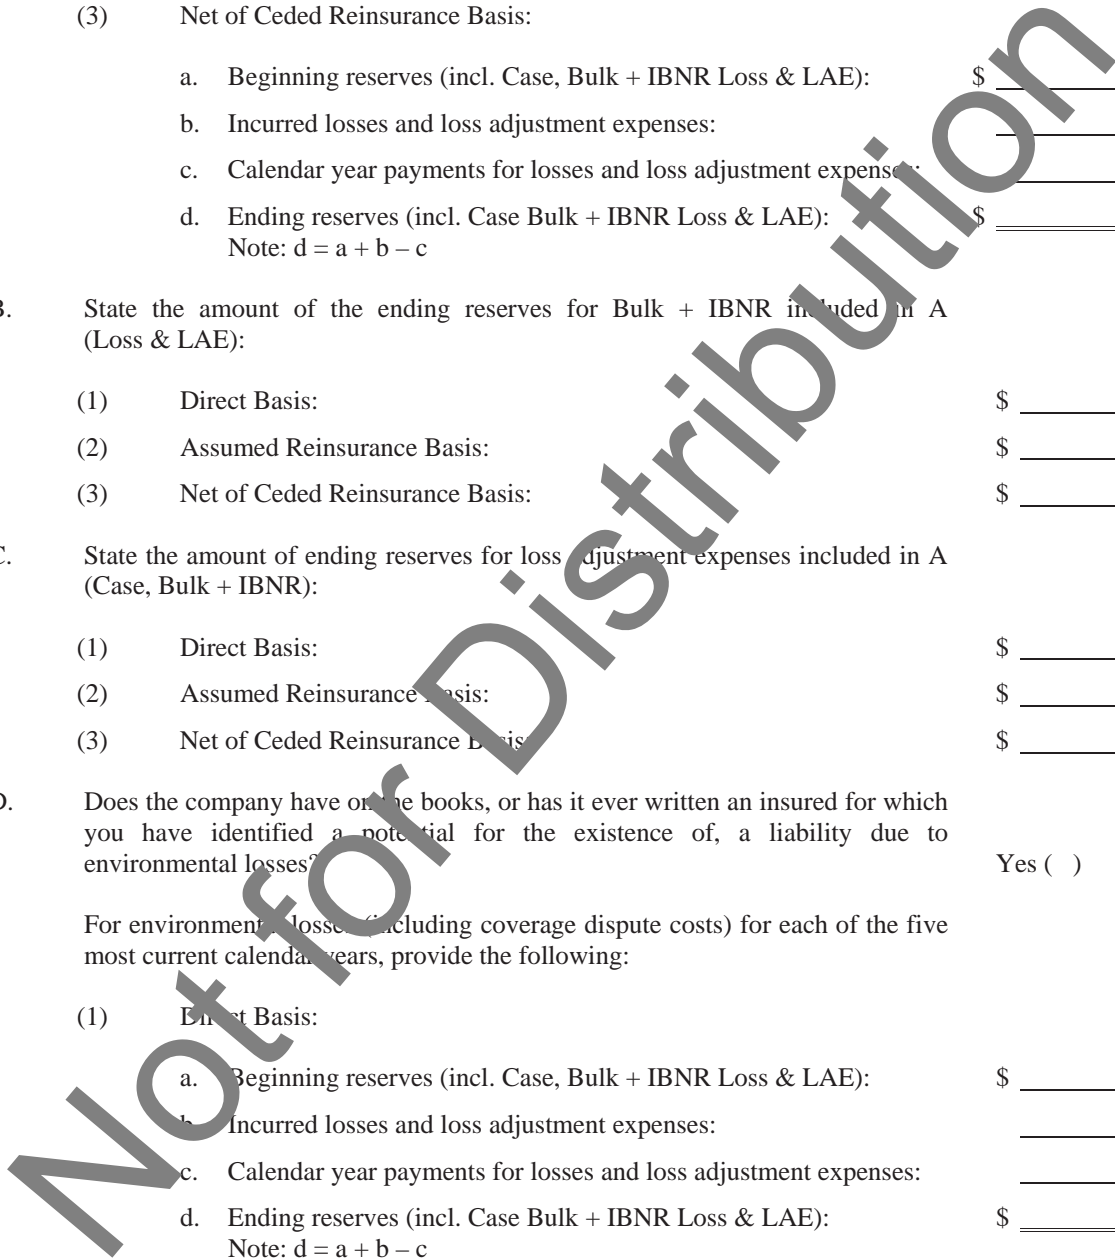 (3) Net of Ceded Reinsurance Basis:
a. Beginning reserves (incl. Case, Bulk + IBNR Loss & LAE): $
b. Incurred losses and loss adjustment expenses:
c. Calendar year payments for losses and loss adjustment expenses:
d. Ending reserves (incl. Case Bulk + IBNR Loss & LAE): $
Note: d = a + b – c
B. State the amount of the ending reserves for Bulk + IBNR included in A
(Loss & LAE):
(1) Direct Basis: $
(2) Assumed Reinsurance Basis: $
(3) Net of Ceded Reinsurance Basis: $
C. State the amount of ending reserves for loss adjustment expenses included in A
(Case, Bulk + IBNR):
(1) Direct Basis: $
(2) Assumed Reinsurance Basis: $
(3) Net of Ceded Reinsurance Basis: $
D. Does the company have on the books, or has it ever written an insured for which
you have identified a potential for the existence of, a liability due to
environmental losses? Yes ( )
For environmental losses (including coverage dispute costs) for each of the five
most current calendar years, provide the following:
(1) Direct Basis:
a. Beginning reserves (incl. Case, Bulk + IBNR Loss & LAE): $
b. Incurred losses and loss adjustment expenses:
c. Calendar year payments for losses and loss adjustment expenses:
d. Ending reserves (incl. Case Bulk + IBNR Loss & LAE): $
Note: d = a + b – c
Not for Distribution